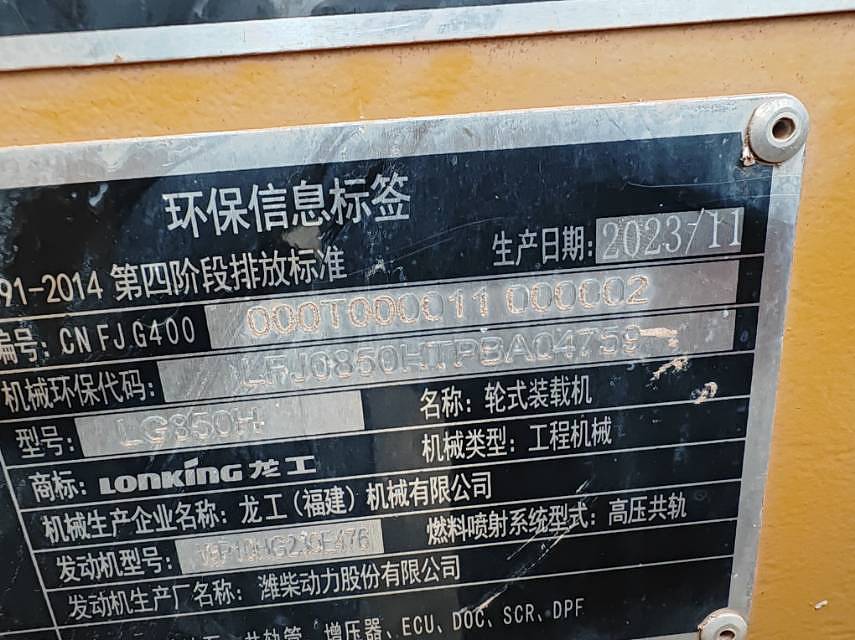 环保信息标签
91-2014 第四阶段排放标准 生产日期: 2023/11
编号: CN FJ G400 000T000011 000002
机械环保代码: LFJ0850HTPBA04759
型号: LG850H 名称: 轮式装载机
商标: LONKING 龙工 机械类型: 工程机械
机械生产企业名称: 龙工(福建)机械有限公司
发动机型号: 燃料喷射系统型式: 高压共轨
发动机生产厂名称: 潍柴动力股份有限公司
共轨管、增压器、ECU、DOC、SCR、DPF